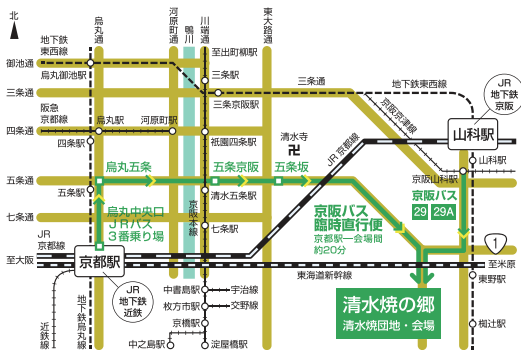 北
烏丸通
河原町通
鴨川
川端通
東大路通
地下鉄
東西線
至出町柳駅
御池通
烏丸御池駅
三条駅
三条通
三条通
地下鉄東西線
JR
地下鉄
京阪
三条京阪駅
京阪京津線
阪急
京都線
烏丸駅
河原町駅
山科駅
四条通
四条駅
祇園四条駅
清水寺
卍
JR京都線
山科駅
烏丸五条
五条京阪
五条坂
京阪山科駅
五条通
五条駅
清水五条駅
京阪バス
29 29A
烏丸中央口
JRバス
3番乗り場
京阪本線
京阪バス
臨時直行便
京都駅―会場間
約20分
七条通
七条駅
1
JR
京都線
至大阪
京都駅
至米原
東海道新幹線
東野駅
JR
地下鉄
近鉄
中書島駅
宇治線
枚方市駅
交野線
清水焼の郷
清水焼団地・会場
京橋駅
椥辻駅
近鉄線
地下鉄烏丸線
中之島駅
淀屋橋駅